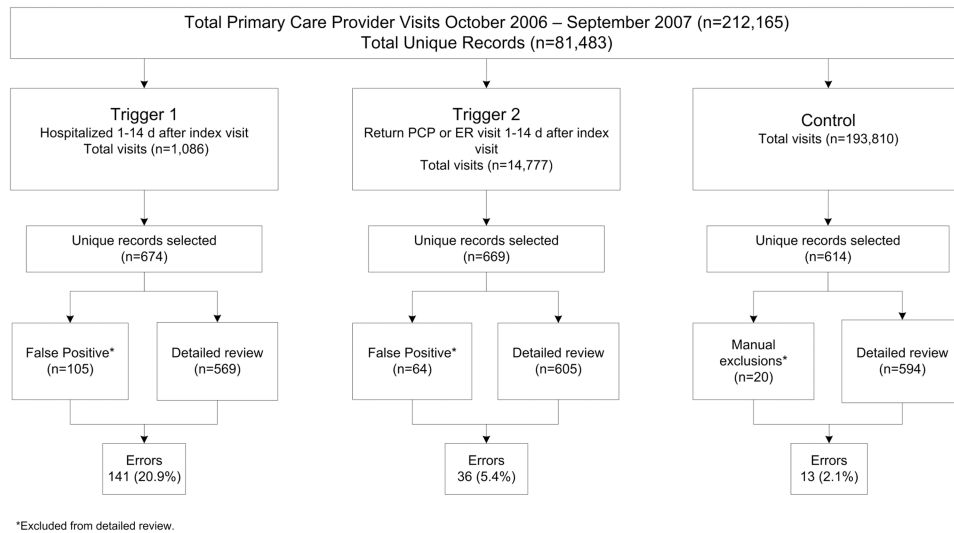 Total Primary Care Provider Visits October 2006 – September 2007 (n=212,165)
Total Unique Records (n=81,483)
Trigger 1
Hospitalized 1-14 d after index visit
Total visits (n=1,086)
Trigger 2
Return PCP or ER visit 1-14 d after index
visit
Total visits (n=14,777)
Control
Total visits (n=193,810)
Unique records selected
(n=674)
Unique records selected
(n=669)
Unique records selected
(n=614)
False Positive*
(n=105)
Detailed review
(n=569)
False Positive*
(n=64)
Detailed review
(n=605)
Manual
exclusions*
(n=20)
Detailed review
(n=594)
Errors
141 (20.9%)
Errors
36 (5.4%)
Errors
13 (2.1%)
*Excluded from detailed review.